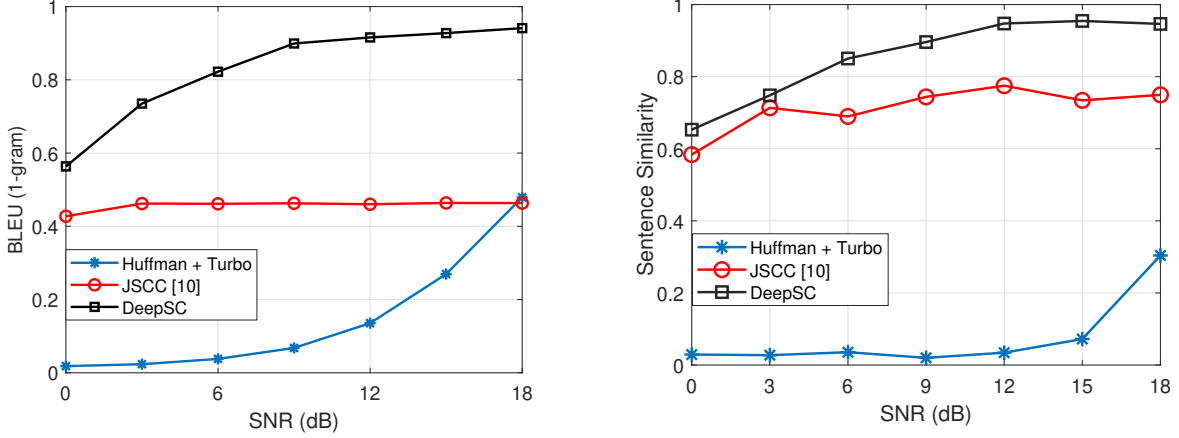 BLEU (1-gram)
1
0.8
0.6
0.4
0.2
0
0 6 12 18
SNR (dB)
Huffman + Turbo
JSCC [10]
DeepSC
Sentence Similarity
1
0.8
0.6
0.4
0.2
0
0 3 6 9 12 15 18
SNR (dB)
Huffman + Turbo
JSCC [10]
DeepSC